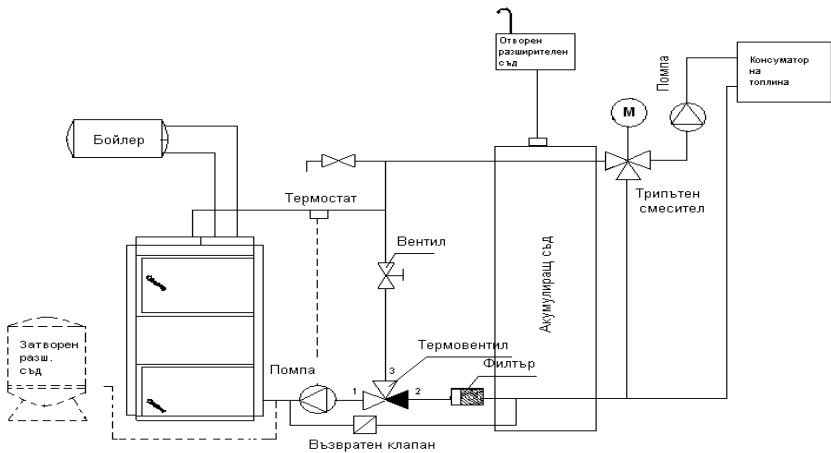 Отворен
разширителен
съд
Помпа
Консуматор
на
топлина
M
Бойлер
Термостат
Трипътен
смесител
Вентил
Акумулиращ съд
Затворен
разш.
съд
Термовентил
Филтър
Помпа
3
1
2
Възвратен клапан